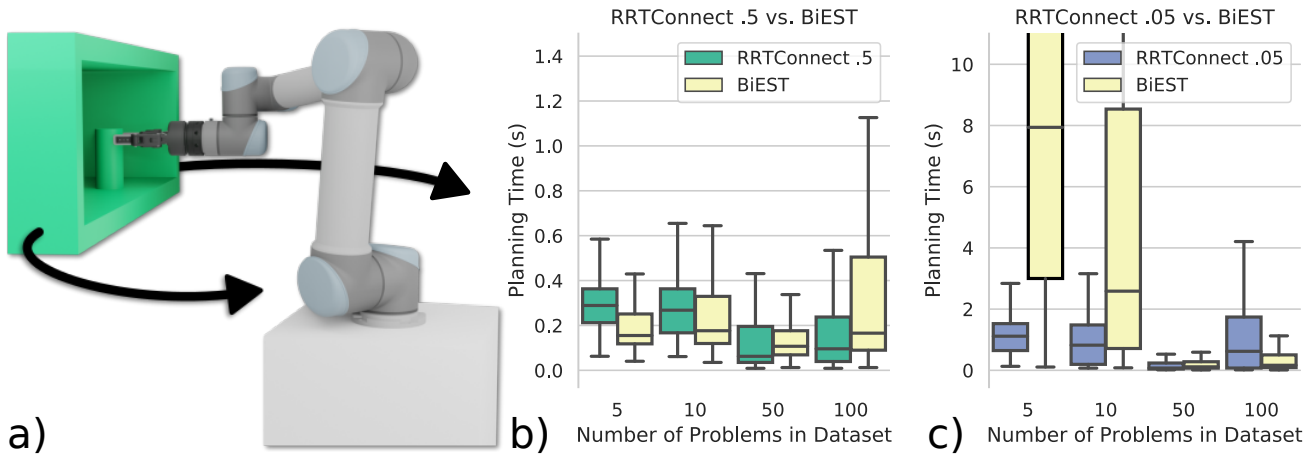 a)
RRTConnect .5 vs. BiEST
RRTConnect .5
BiEST
Planning Time (s)
1.4
1.2
1.0
0.8
0.6
0.4
0.2
0.0
5 10 50 100
Number of Problems in Dataset
b)
RRTConnect .05 vs. BiEST
RRTConnect .05
BiEST
Planning Time (s)
10
8
6
4
2
0
5 10 50 100
Number of Problems in Dataset
c)